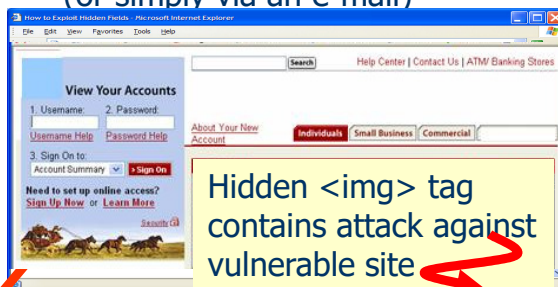 (or simply via an e-mail)
How to Exploit Hidden Fields - Microsoft Internet Explorer
File Edit View Favorites Tools Help
Search Help Center | Contact Us | ATM/ Banking Stores
View Your Accounts
1. Username: 2. Password:
Username Help Password Help
About Your New Account
Individuals Small Business Commercial
3. Sign On to:
Account Summary Sign On
Need to set up online access?
Sign Up Now or Learn More
Security
Hidden <img> tag
contains attack against
vulnerable site